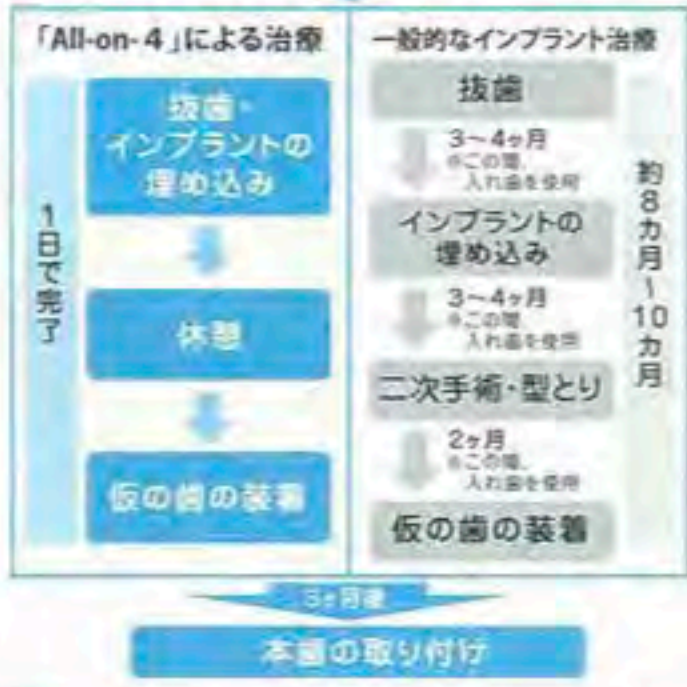 「All-on-4」による治療
1日で完了
抜歯・
インプラントの
埋め込み
休憩
仮の歯の装着
一般的なインプラント治療
抜歯
3〜4ヶ月
※この間、
入れ歯を使用
インプラントの
埋め込み
3〜4ヶ月
※この間、
入れ歯を使用
二次手術・型とり
2ヶ月
※この間、
入れ歯を使用
仮の歯の装着
約8カ月〜10カ月
3ヶ月後
本歯の取り付け